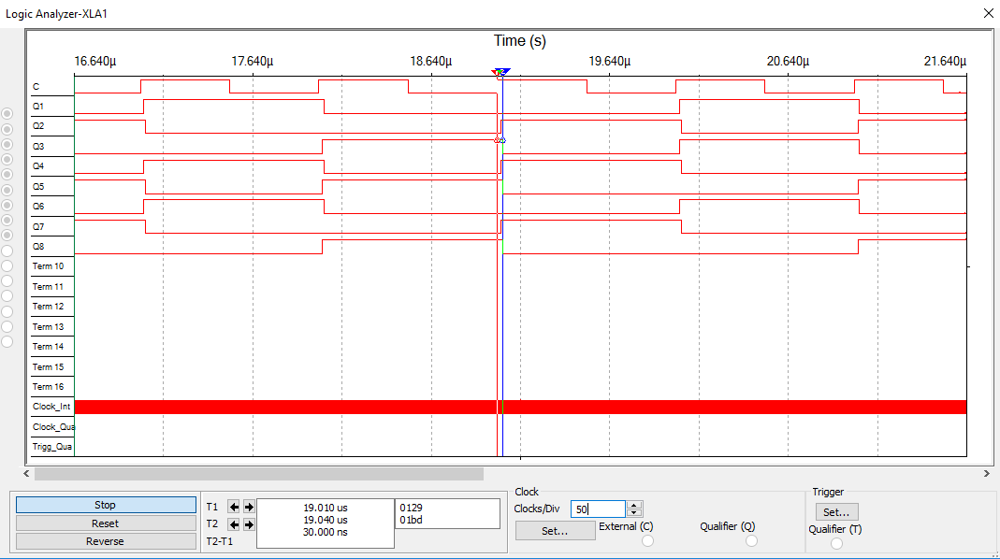 Logic Analyzer-XLA1
Time (s)
16.640µ 17.640µ 18.640µ 19.640µ 20.640µ 21.640µ
C
Q1
Q2
Q3
Q4
Q5
Q6
Q7
Q8
Term 10
Term 11
Term 12
Term 13
Term 14
Term 15
Term 16
Clock_Int
Clock_Qua
Trigg_Qua
Stop
Reset
Reverse
T1 19.010 us 0129
T2 19.040 us 01bd
T2-T1 30.000 ns
Clock
Clocks/Div 50
Set...
External (C)
Qualifier (Q)
Trigger
Set...
Qualifier (T)